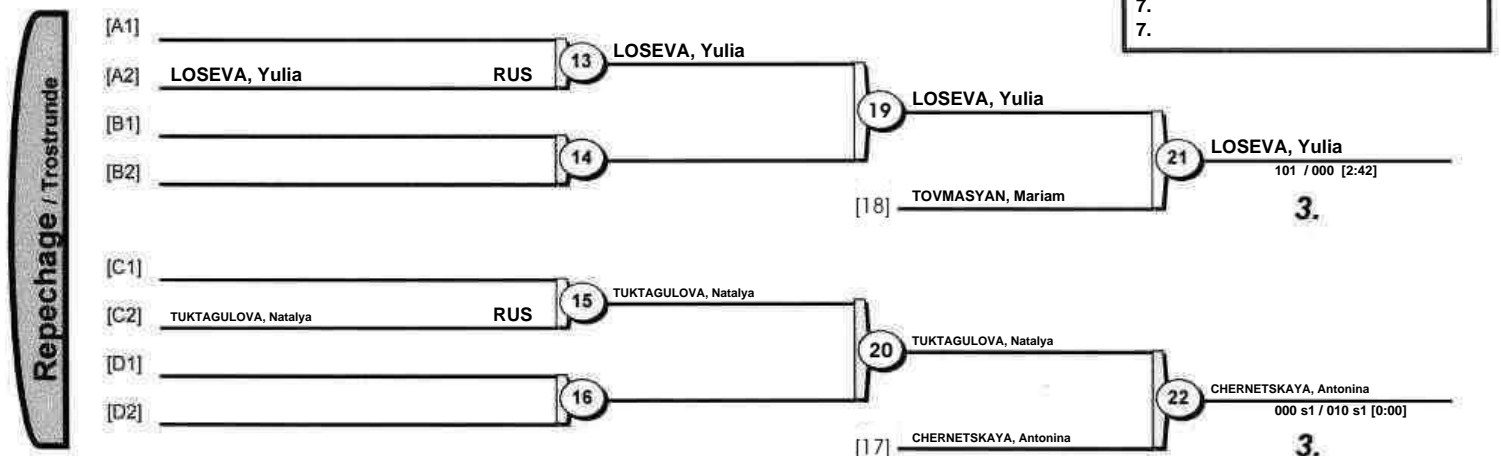 7.
7.
Repechage / Trostrunde
[A1]
[A2] LOSEVA, Yulia RUS
[B1]
[B2]
13
LOSEVA, Yulia
14
19
LOSEVA, Yulia
[18] TOVMASYAN, Mariam
21
LOSEVA, Yulia
101 / 000 [2:42]
3.
[C1]
[C2] TUKTAGULOVA, Natalya RUS
[D1]
[D2]
15
TUKTAGULOVA, Natalya
16
20
TUKTAGULOVA, Natalya
[17] CHERNETSKAYA, Antonina
22
CHERNETSKAYA, Antonina
000 s1 / 010 s1 [0:00]
3.